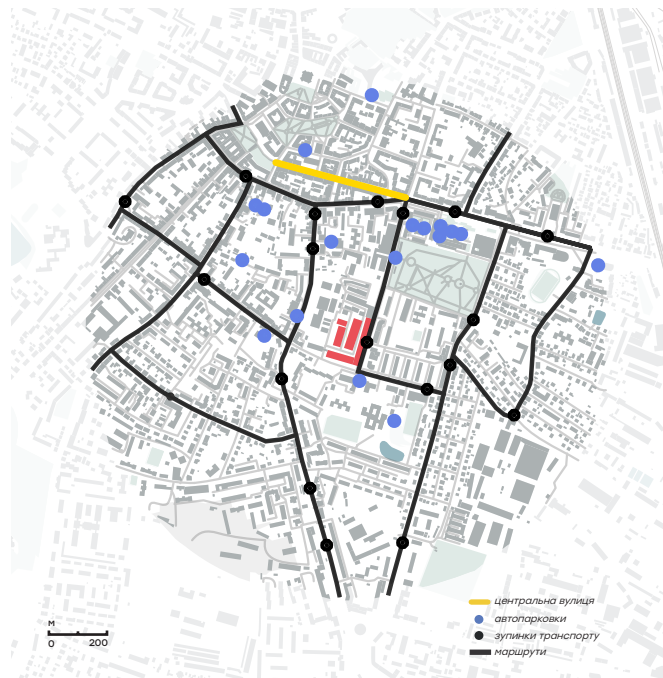 центральна вулиця
автопарковки
зупинки транспорту
маршрути
м
0 200